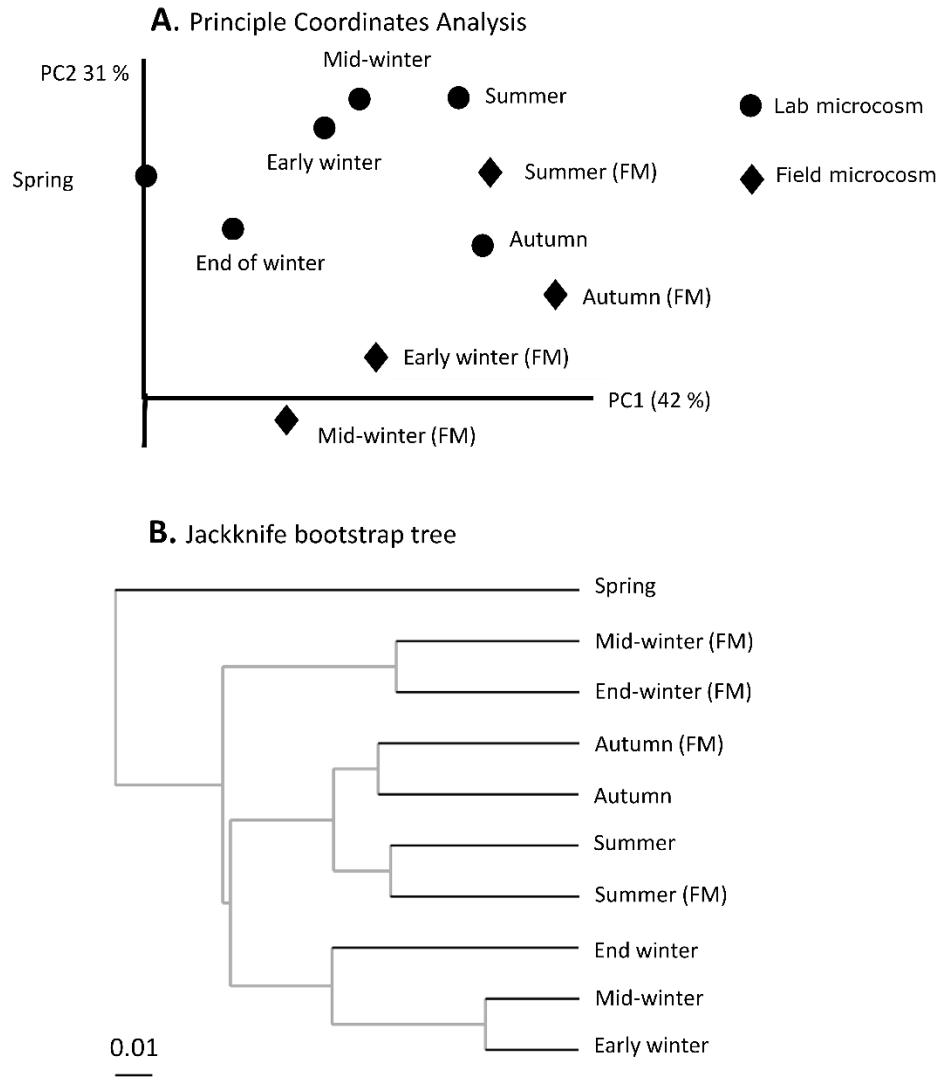 A. Principle Coordinates Analysis
PC2 31 %
Mid-winter
Summer
Lab microcosm
Early winter
Spring
Summer (FM)
Field microcosm
End of winter
Autumn
Autumn (FM)
Early winter (FM)
PC1 (42 %)
Mid-winter (FM)
B. Jackknife bootstrap tree
Spring
Mid-winter (FM)
End-winter (FM)
Autumn (FM)
Autumn
Summer
Summer (FM)
End winter
Mid-winter
Early winter
0.01